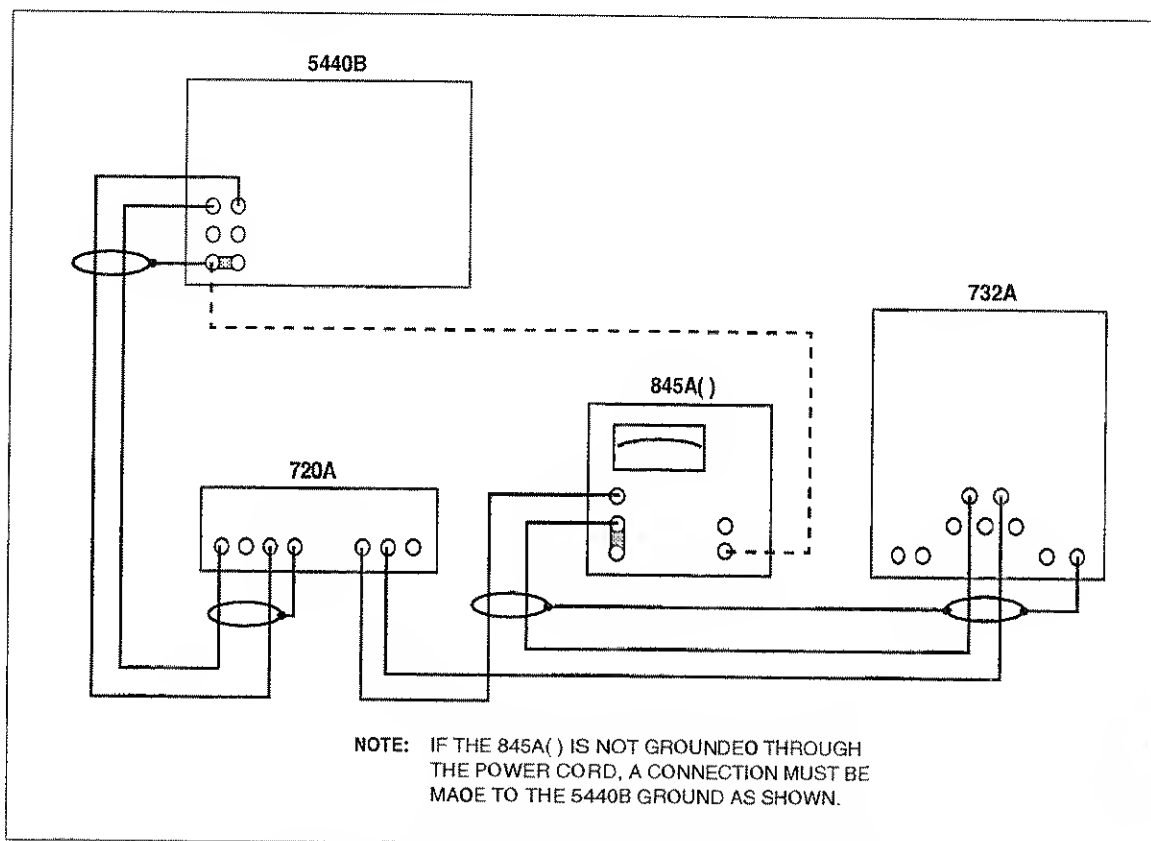 5440B
732A
845A( )
720A
NOTE: IF THE 845A( ) IS NOT GROUNDEO THROUGH
THE POWER CORD, A CONNECTION MUST BE
MAOE TO THE 5440B GROUND AS SHOWN.